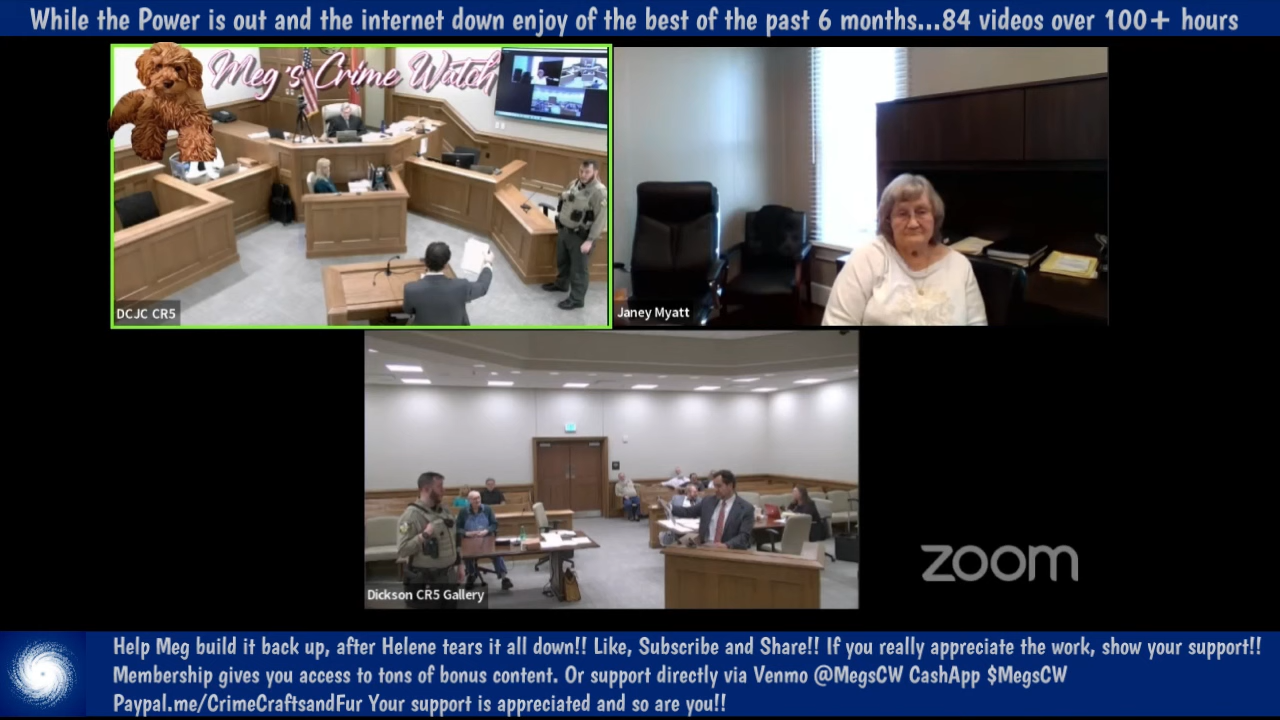 While the Power is out and the internet down enjoy of the best of the past 6 months...84 videos over 100+ hours
Meg's Crime Watch
DCJC CR5
Janey Myatt
Dickson CR5 Gallery
zoom
Help Meg build it back up, after Helene tears it all down!! Like, Subscribe and Share!! If you really appreciate the work, show your support!!
Membership gives you access to tons of bonus content. Or support directly via Venmo @MegsCW CashApp $MegsCW
Paypal.me/CrimeCraftsandFur Your support is appreciated and so are you!!